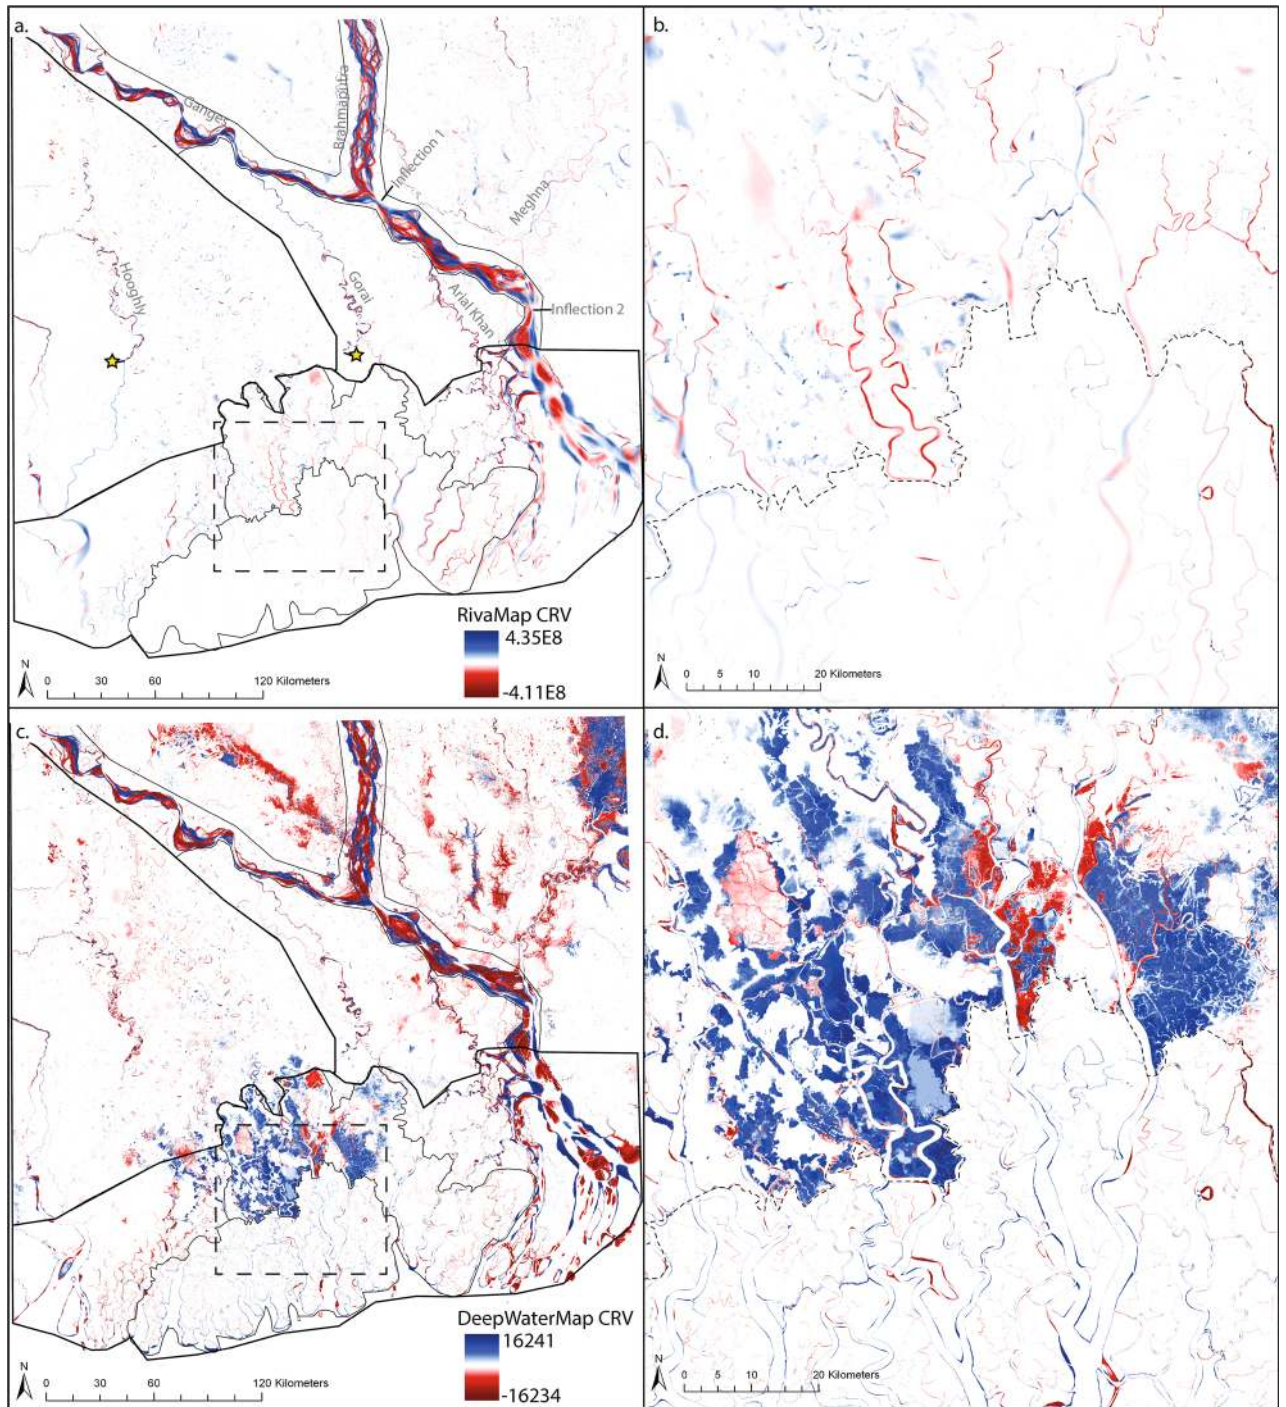 a.
b.
Ganges
Brahmaputra
Inflection 1
Meghna
Hooghly
Gorai
Arial Khan
Inflection 2
RivaMap CRV
4.35E8
-4.11E8
N
0 30 60 120 Kilometers
N
0 5 10 20 Kilometers
c.
d.
DeepWaterMap CRV
16241
-16234
N
0 30 60 120 Kilometers
N
0 5 10 20 Kilometers